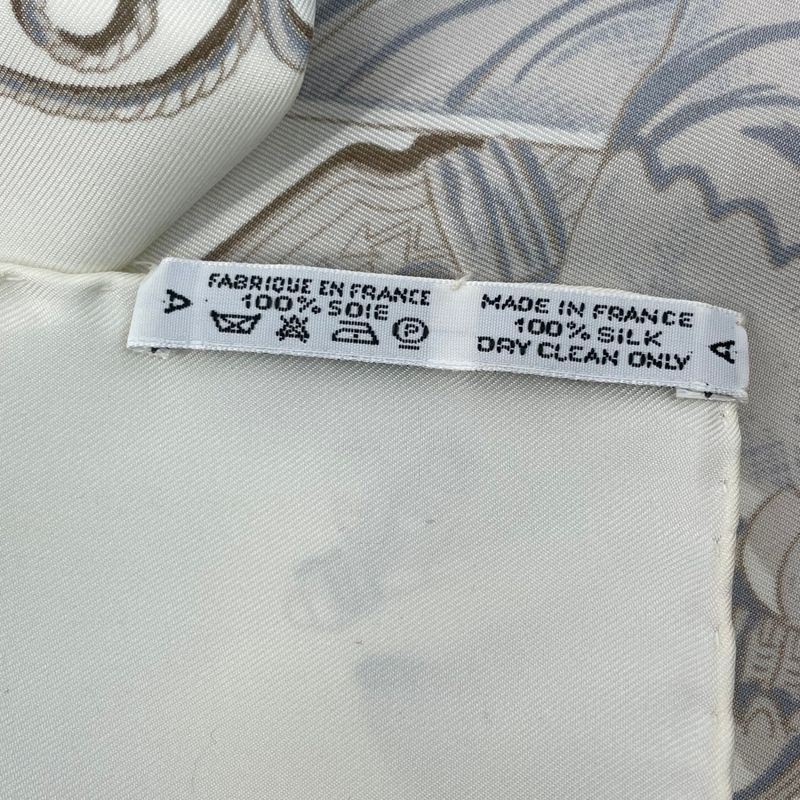 A
FABRIQUE EN FRANCE
100% SOIE
P
MADE IN FRANCE
100% SILK
DRY CLEAN ONLY
A